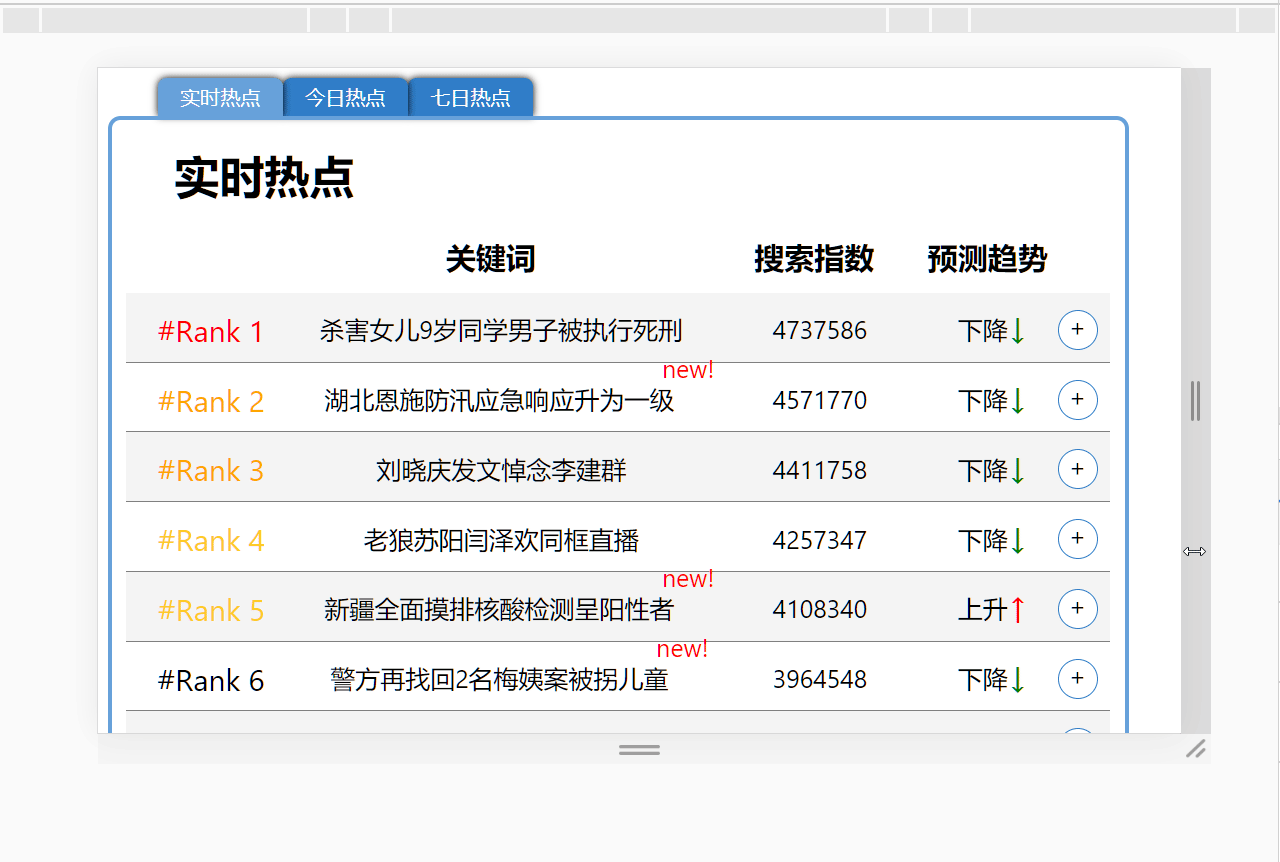 实时热点 今日热点 七日热点
实时热点
关键词 搜索指数 预测趋势
#Rank 1 杀害女儿9岁同学男子被执行死刑 4737586 下降↓ +
new!
#Rank 2 湖北恩施防汛应急响应升为一级 4571770 下降↓ +
#Rank 3 刘晓庆发文悼念李建群 4411758 下降↓ +
#Rank 4 老狼苏阳闫泽欢同框直播 4257347 下降↓ +
new!
#Rank 5 新疆全面摸排核酸检测呈阳性者 4108340 上升↑ +
new!
#Rank 6 警方再找回2名梅姨案被拐儿童 3964548 下降↓ +